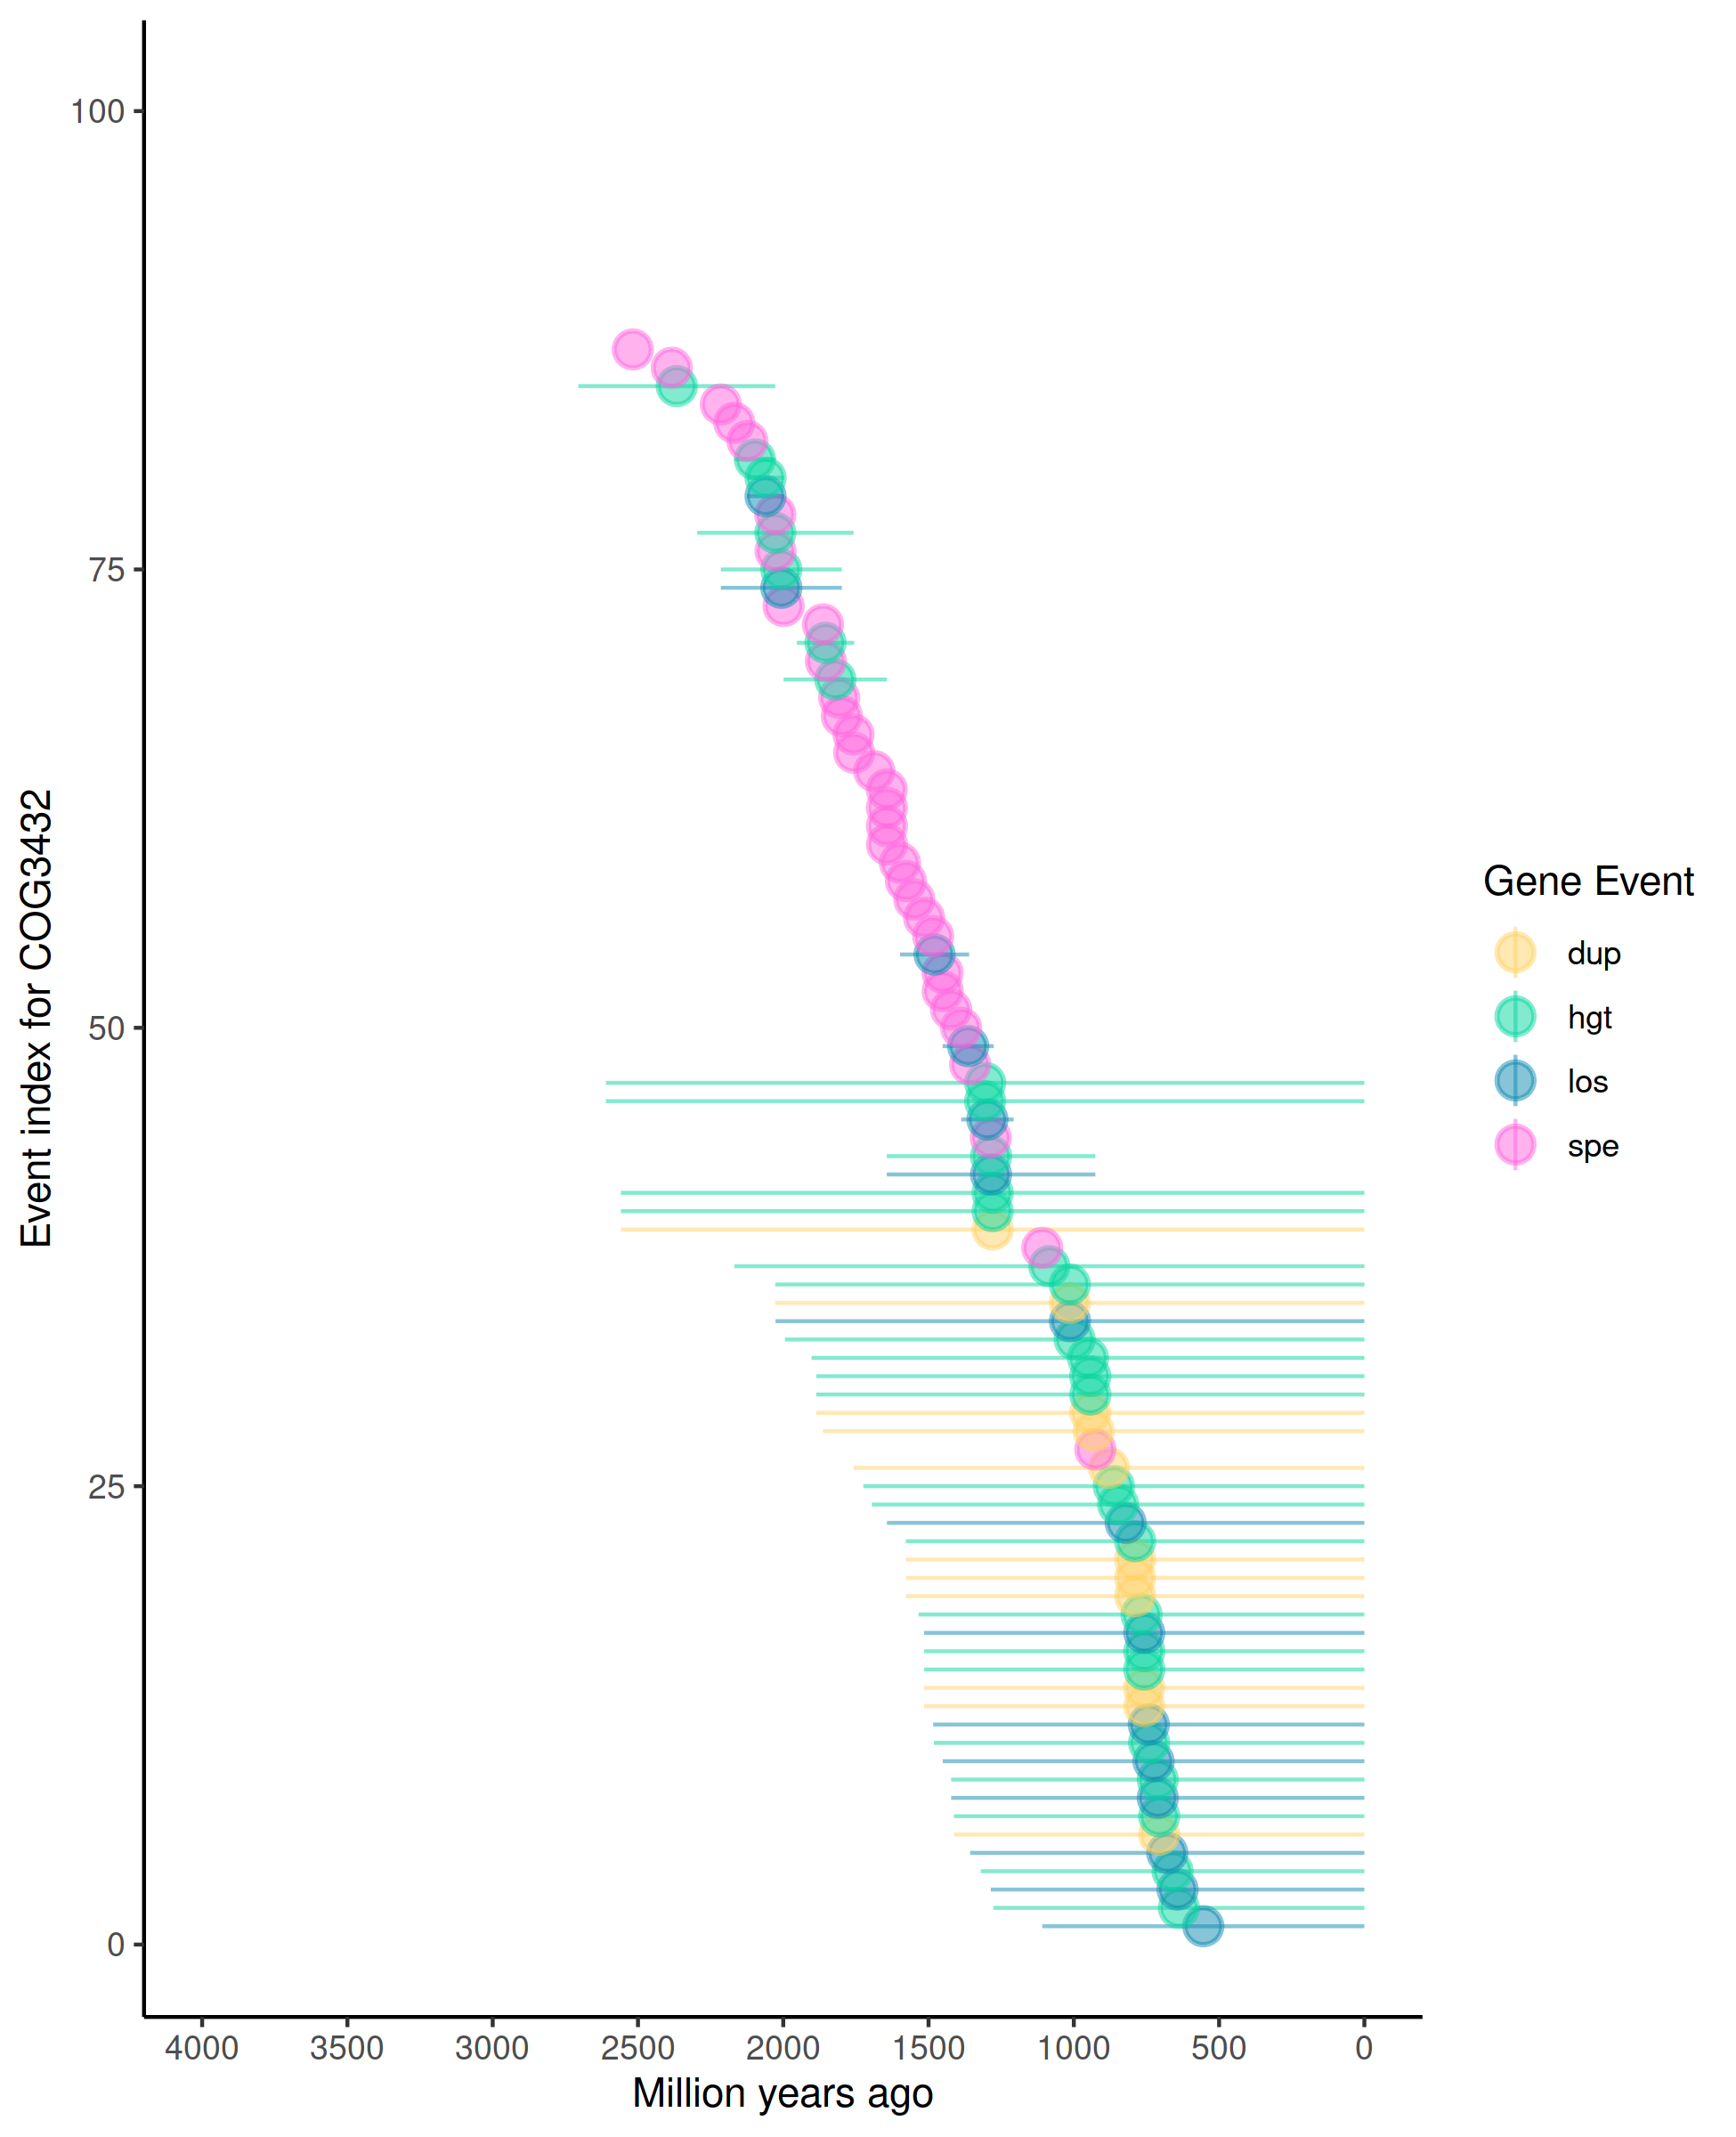 Event index for COG3432
100
75
50
25
0
4000 3500 3000 2500 2000 1500 1000 500 0
Million years ago
Gene Event
dup
hgt
los
spe